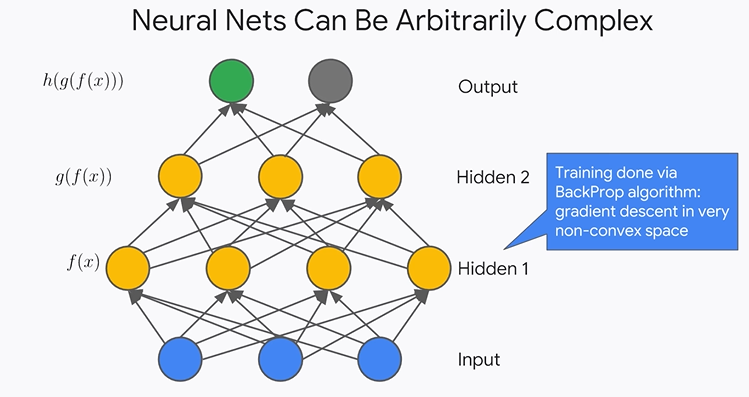 Neural Nets Can Be Arbitrarily Complex
h(g(f(x)))
Output
g(f(x))
Hidden 2
Training done via
BackProp algorithm:
gradient descent in very
non-convex space
f(x)
Hidden 1
Input